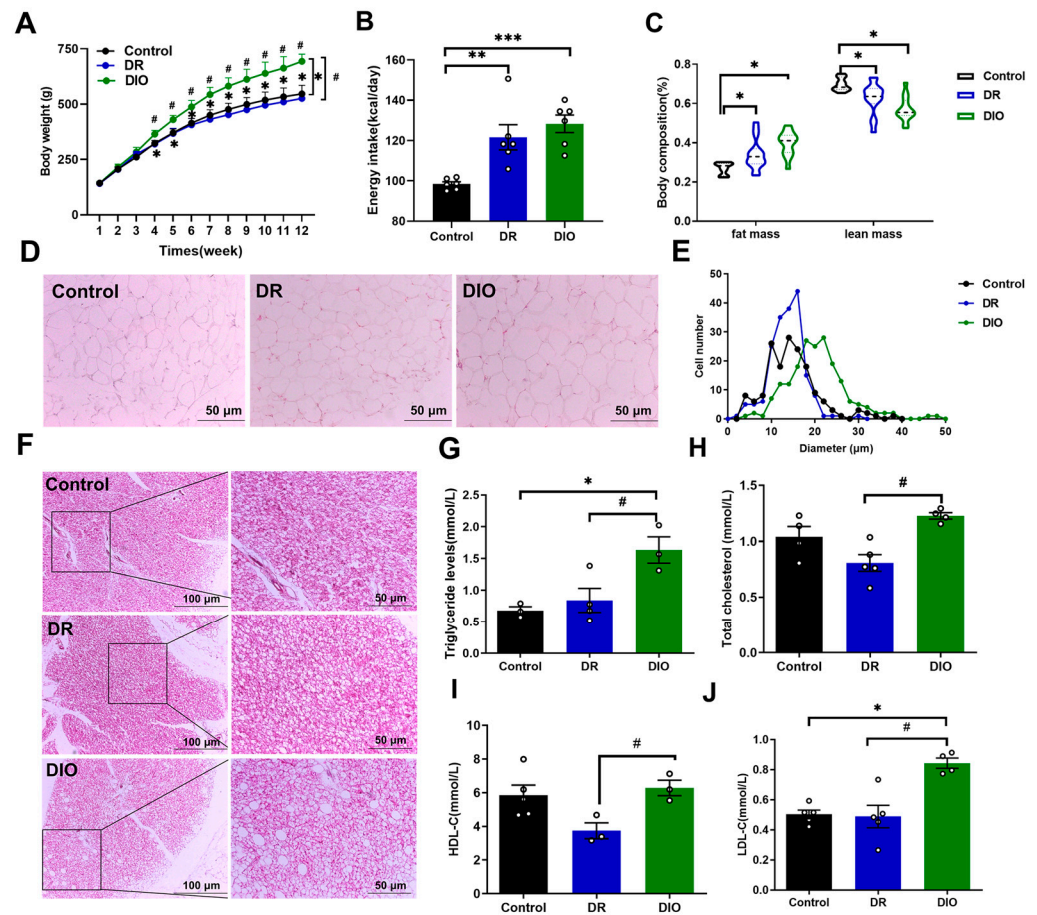 A
Control
DR
DIO
Body weight (g)
750
500
250
0
# # # # # # # # #
* * * * * * * * *
* #
1 2 3 4 5 6 7 8 9 10 11 12
Times(week)
B
***
**
Energy intake(kcal/day)
160
140
120
100
80
Control DR DIO
C
* * * *
Body composition(%)
0.8
0.6
0.4
0.2
0.0
fat mass lean mass
Control
DR
DIO
D
Control DR DIO
50 μm 50 μm 50 μm
E
Cell number
50
40
30
20
10
0
0 10 20 30 40 50
Diameter (μm)
Control
DR
DIO
F
Control
100 μm 50 μm
DR
100 μm 50 μm
DIO
100 μm 50 μm
G
*
#
Triglyceride levels(mmol/L)
2.5
2.0
1.5
1.0
0.5
0.0
Control DR DIO
H
#
Total cholesterol (mmol/L)
1.5
1.0
0.5
0.0
Control DR DIO
I
#
HDL-C(mmol/L)
10
8
6
4
2
0
Control DR DIO
J
*
#
LDL-C(mmol/L)
1.0
0.8
0.6
0.4
0.2
0.0
Control DR DIO